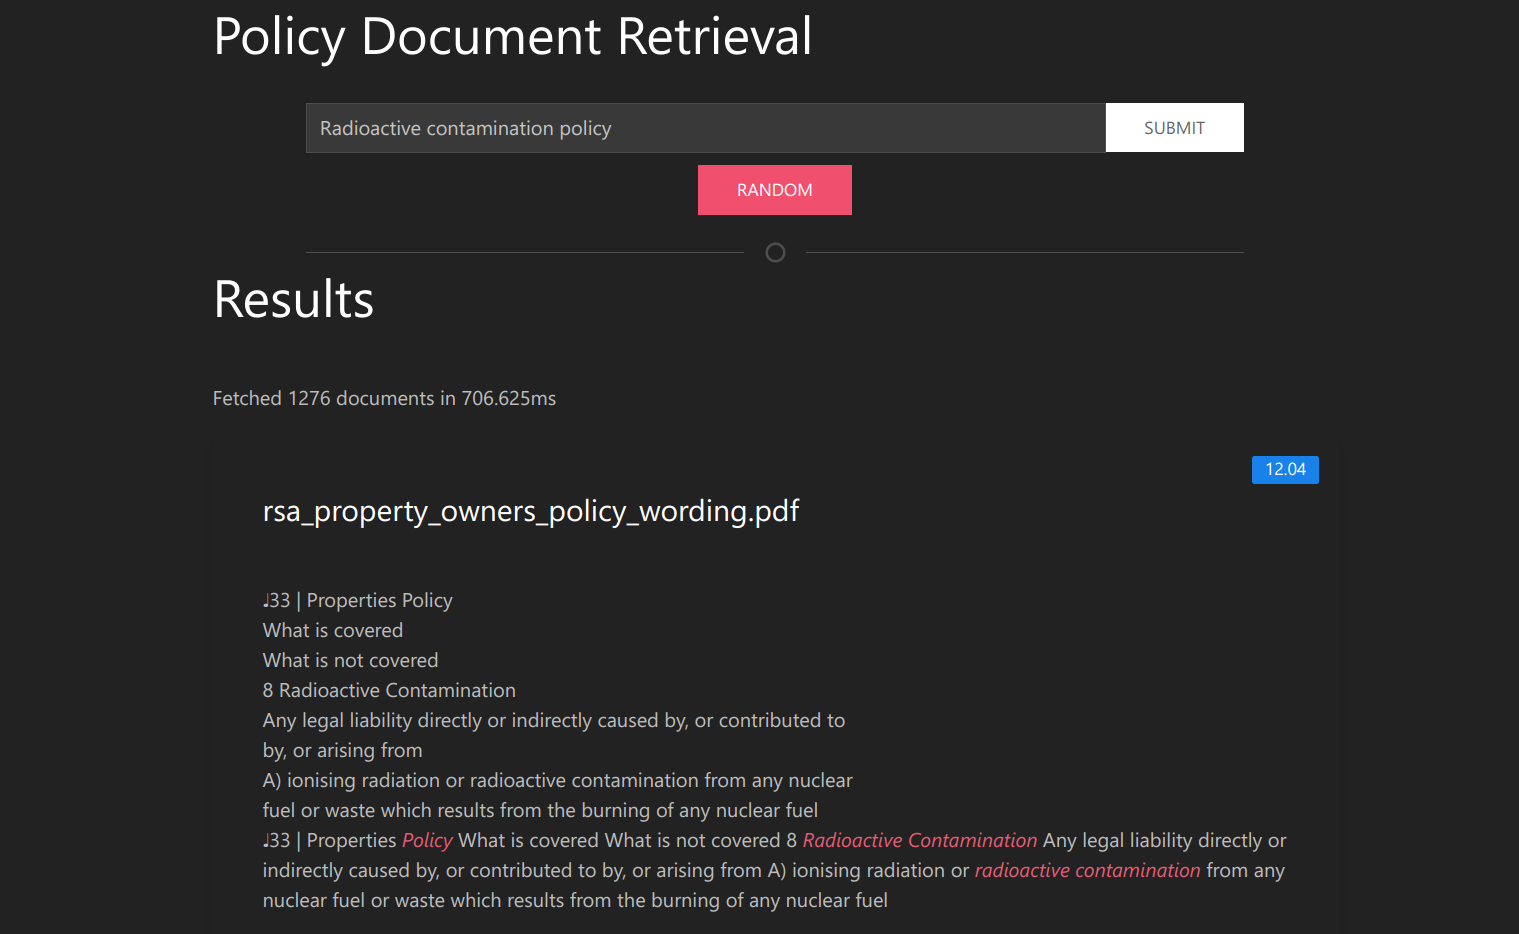 Policy Document Retrieval
Radioactive contamination policy
SUBMIT
RANDOM
Results
Fetched 1276 documents in 706.625ms
12.04
rsa_property_owners_policy_wording.pdf
♩33 | Properties Policy
What is covered
What is not covered
8 Radioactive Contamination
Any legal liability directly or indirectly caused by, or contributed to
by, or arising from
A) ionising radiation or radioactive contamination from any nuclear
fuel or waste which results from the burning of any nuclear fuel
♩33 | Properties Policy What is covered What is not covered 8 Radioactive Contamination Any legal liability directly or
indirectly caused by, or contributed to by, or arising from A) ionising radiation or radioactive contamination from any
nuclear fuel or waste which results from the burning of any nuclear fuel